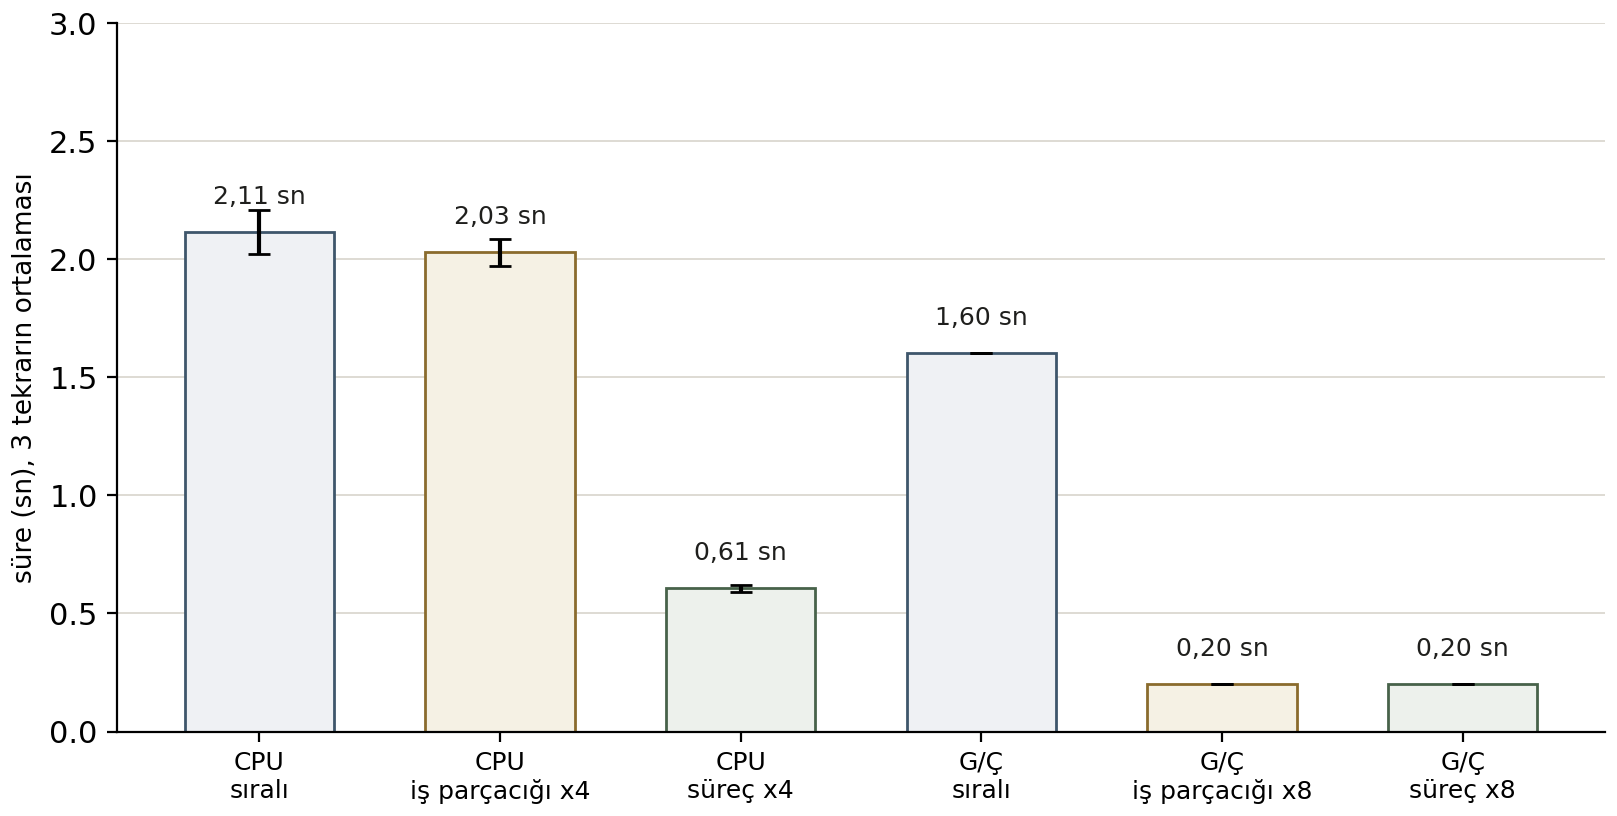 süre (sn), 3 tekrarın ortalaması
3.0
2.5
2.0
1.5
1.0
0.5
0.0
2,11 sn
2,03 sn
0,61 sn
1,60 sn
0,20 sn
0,20 sn
CPU
sıralı
CPU
iş parçacığı x4
CPU
süreç x4
G/Ç
sıralı
G/Ç
iş parçacığı x8
G/Ç
süreç x8